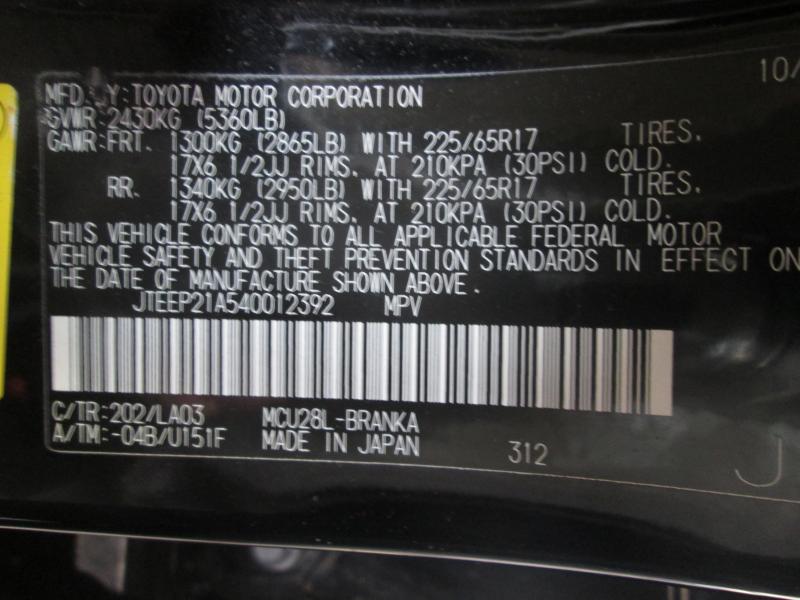 10/
MFD. BY: TOYOTA MOTOR CORPORATION
GVWR: 2430KG (5360LB)
GAWR: FRT. 1300KG (2865LB) WITH 225/65R17 TIRES.
17X6 1/2JJ RIMS. AT 210KPA (30PSI) COLD.
RR. 1340KG (2950LB) WITH 225/65R17 TIRES.
17X6 1/2JJ RIMS. AT 210KPA (30PSI) COLD.
THIS VEHICLE CONFORMS TO ALL APPLICABLE FEDERAL MOTOR
VEHICLE SAFETY AND THEFT PREVENTION STANDARDS IN EFFECT ON
THE DATE OF MANUFACTURE SHOWN ABOVE.
JTEEP21A540012392 MPV
C/TR: 202/LA03 MCU28L-BRANKA
A/TM: -04B/U151F MADE IN JAPAN
312
J